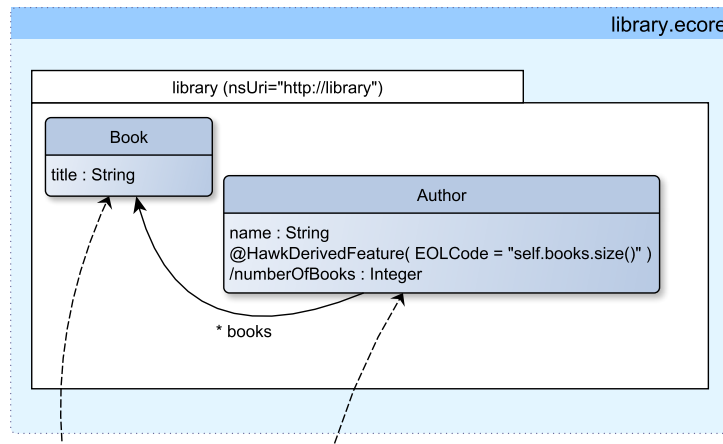 library.ecore
library (nsUri="http://library")
Book
title : String
Author
name : String
@HawkDerivedFeature( EOLCode = "self.books.size()" )
/numberOfBooks : Integer
* books